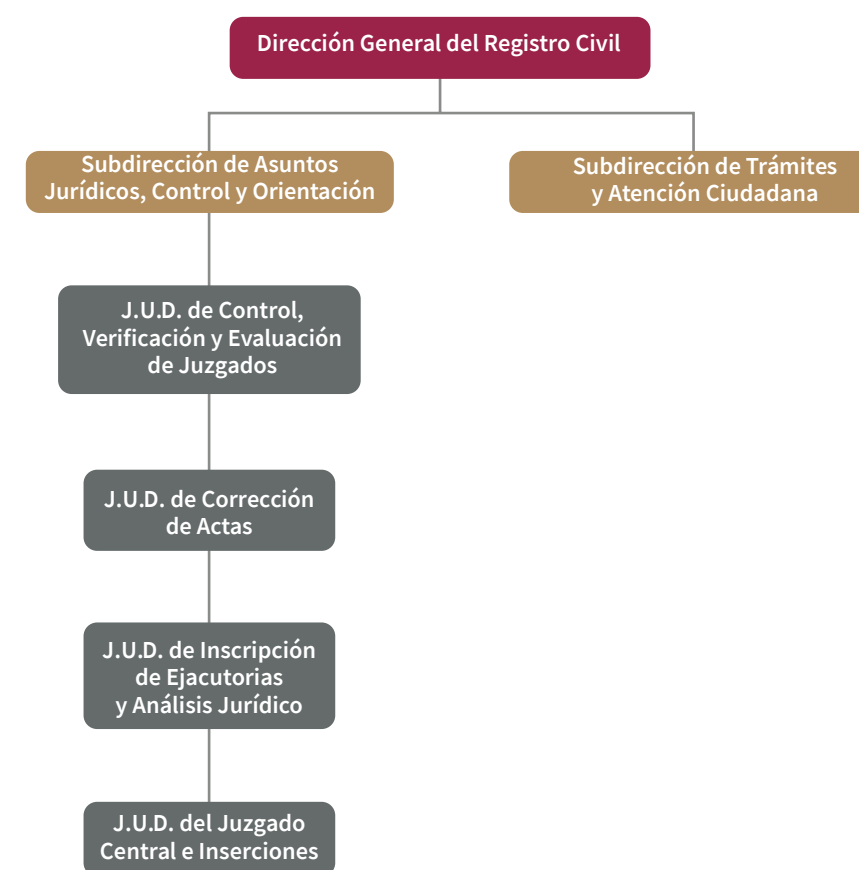 Dirección General del Registro Civil
Subdirección de Asuntos
Jurídicos, Control y Orientación
Subdirección de Trámites
y Atención Ciudadana
J.U.D. de Control,
Verificación y Evaluación
de Juzgados
J.U.D. de Corrección
de Actas
J.U.D. de Inscripción
de Ejacutorias
y Análisis Jurídico
J.U.D. del Juzgado
Central e Inserciones